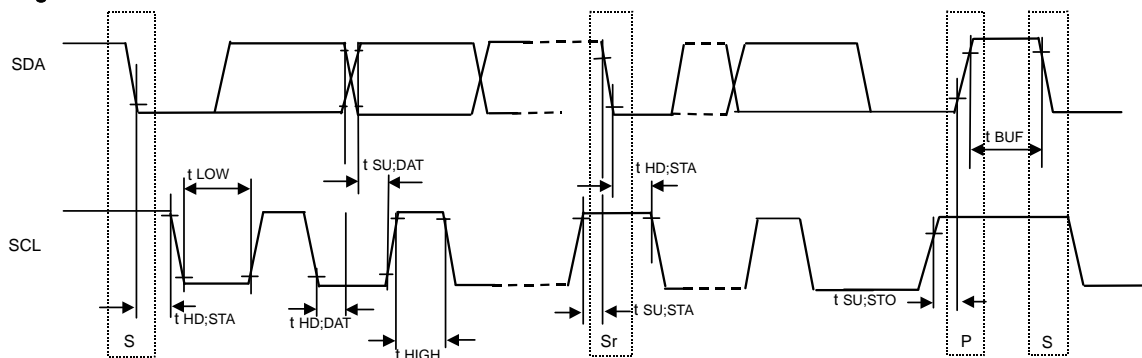 SDA
t BUF
t SU;DAT
t HD;STA
t LOW
SCL
t HD;STA
t HD;DAT
t SU;STA
t SU;STO
t HIGH
S
Sr
P
S